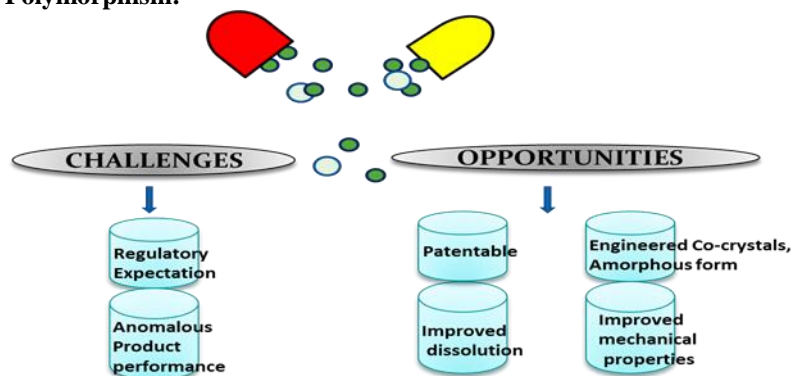 Polymorphism:
CHALLENGES
OPPORTUNITIES
Regulatory
Expectation
Anomalous
Product
performance
Patentable
Engineered Co-crystals,
Amorphous form
Improved
dissolution
Improved
mechanical
properties